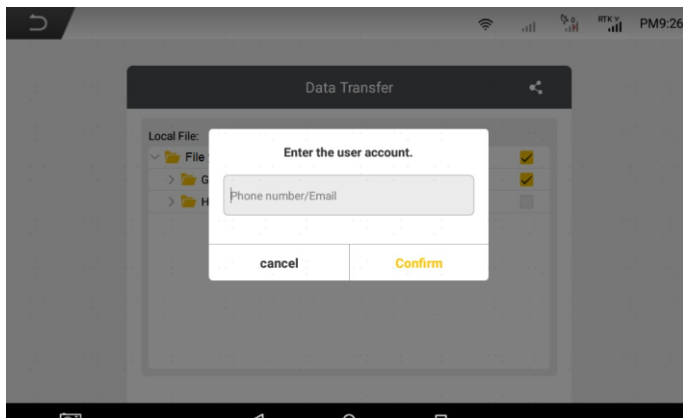 RTK
PM9:26
Data Transfer
Local File:
File
G
H
Enter the user account.
Phone number/Email
cancel
Confirm